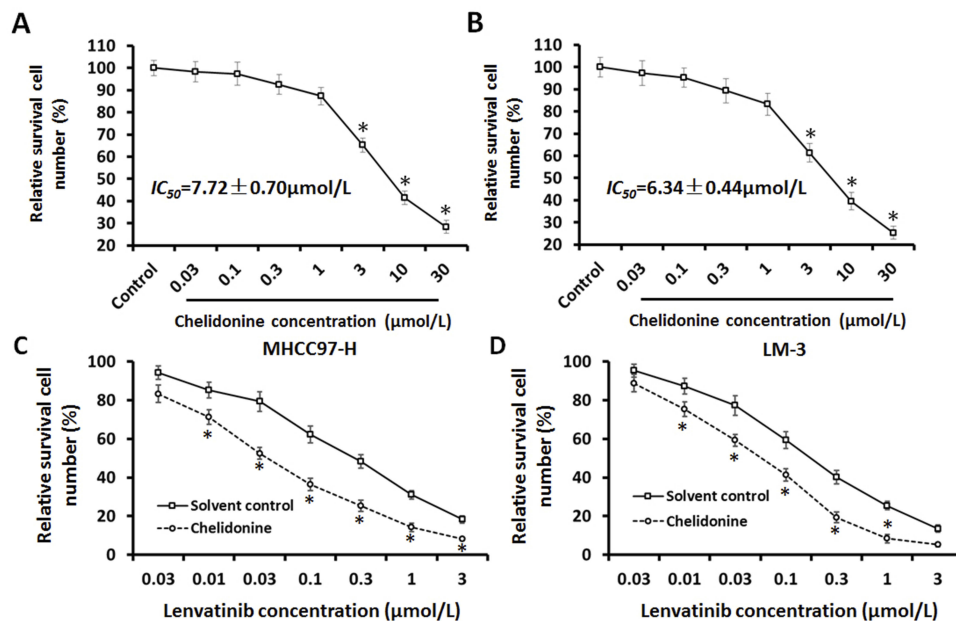 A
Relative survival cell
number (%)
110
100
90
80
70
60
50
40
30
20
*
*
*
IC50=7.72±0.70μmol/L
Control
0.03
0.1
0.3
1
3
10
30
Chelidonine concentration (μmol/L)
B
Relative survival cell
number (%)
110
100
90
80
70
60
50
40
30
20
*
*
*
IC50=6.34±0.44μmol/L
Control
0.03
0.1
0.3
1
3
10
30
Chelidonine concentration (μmol/L)
C
MHCC97-H
Relative survival cell
number (%)
100
80
60
40
20
0
*
*
*
*
*
*
Solvent control
Chelidonine
0.03 0.01 0.03 0.1 0.3 1 3
Lenvatinib concentration (μmol/L)
D
LM-3
Relative survival cell
number (%)
100
80
60
40
20
0
*
*
*
*
*
Solvent control
Chelidonine
0.03 0.01 0.03 0.1 0.3 1 3
Lenvatinib concentration (μmol/L)